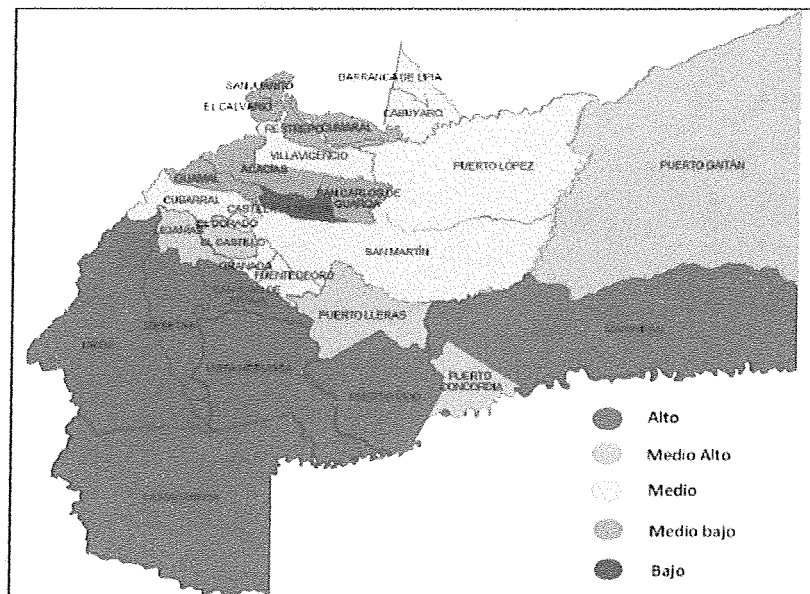 BARRANCA DE UPIA
SAN JUANITO
EL CALVARIO
CABUYARO
RESTREPO
CUMARAL
VILLAVICENCIO
PUERTO LOPEZ
PUERTO GAITÁN
ACACIAS
GUAMAL
SAN CARLOS DE
GUAROA
CUBARRAL
EL DORADO
EL CASTILLO
SAN MARTÍN
GRANADA
FUENTEDEORO
PUERTO LLERAS
PUERTO
CONCORDIA
Alto
Medio Alto
Medio
Medio bajo
Bajo